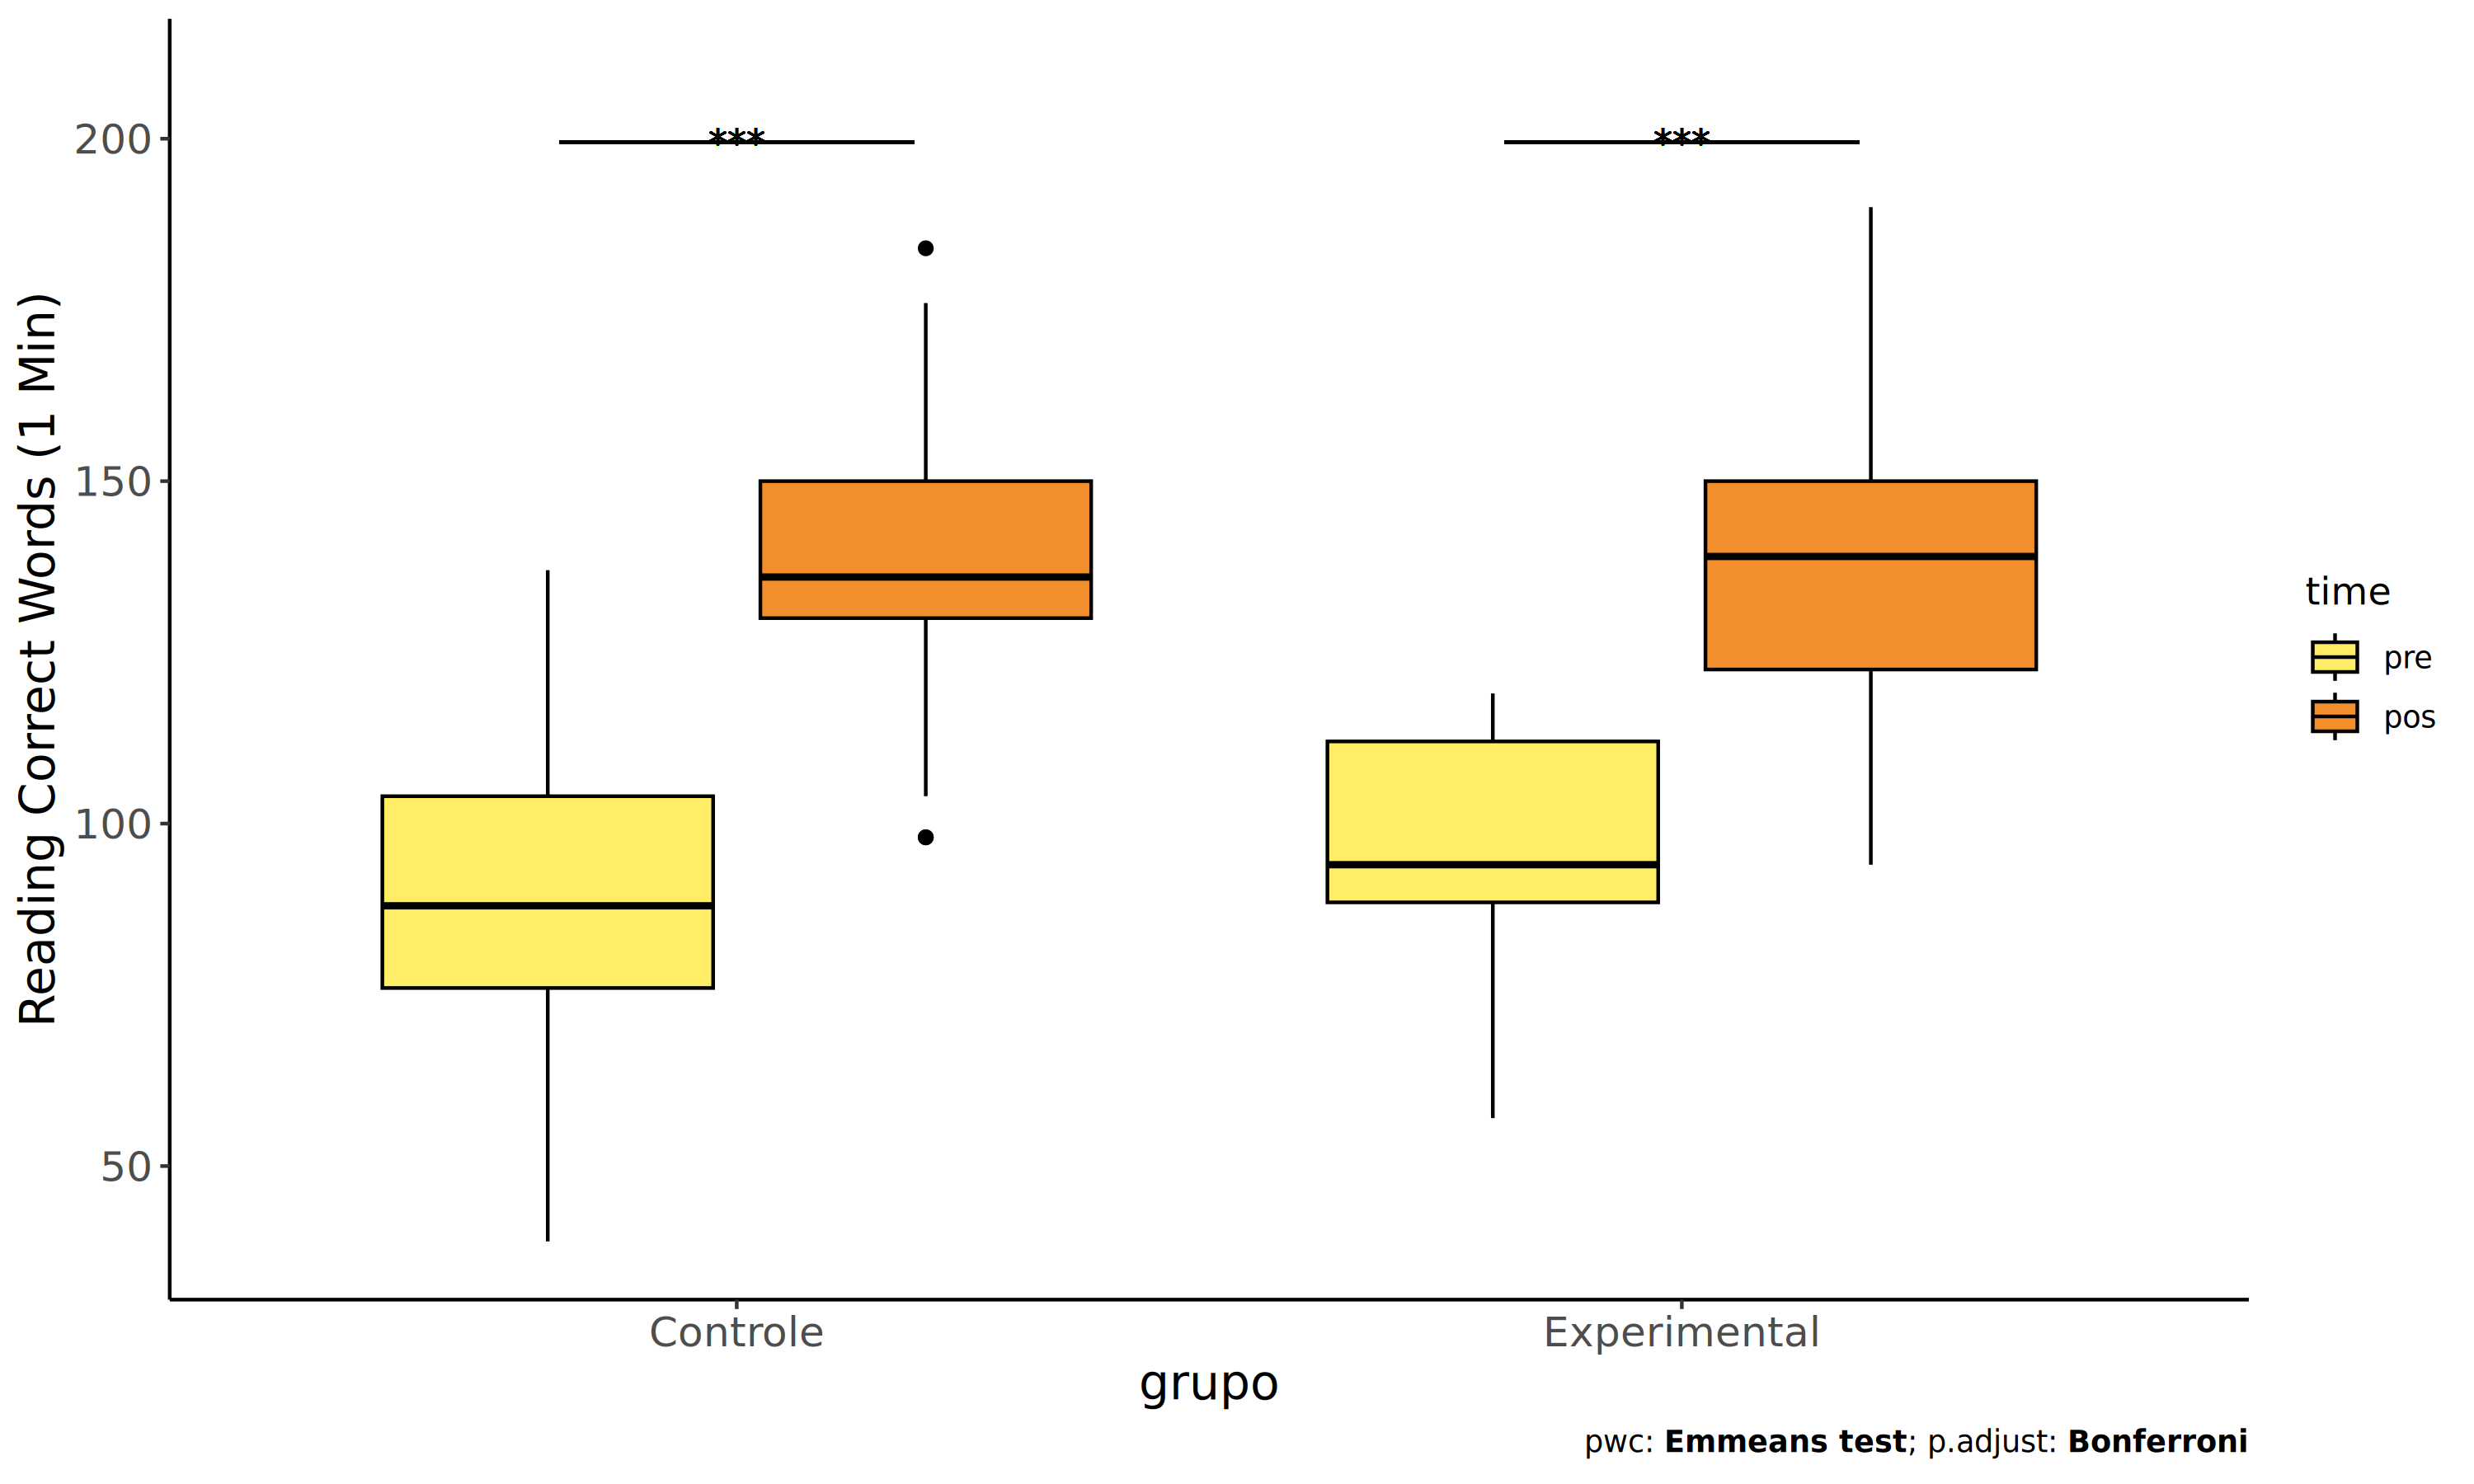 Reading Correct Words (1 Min)
200
150
100
50
***
***
Controle
Experimental
grupo
time
pre
pos
pwc: Emmeans test; p.adjust: Bonferroni